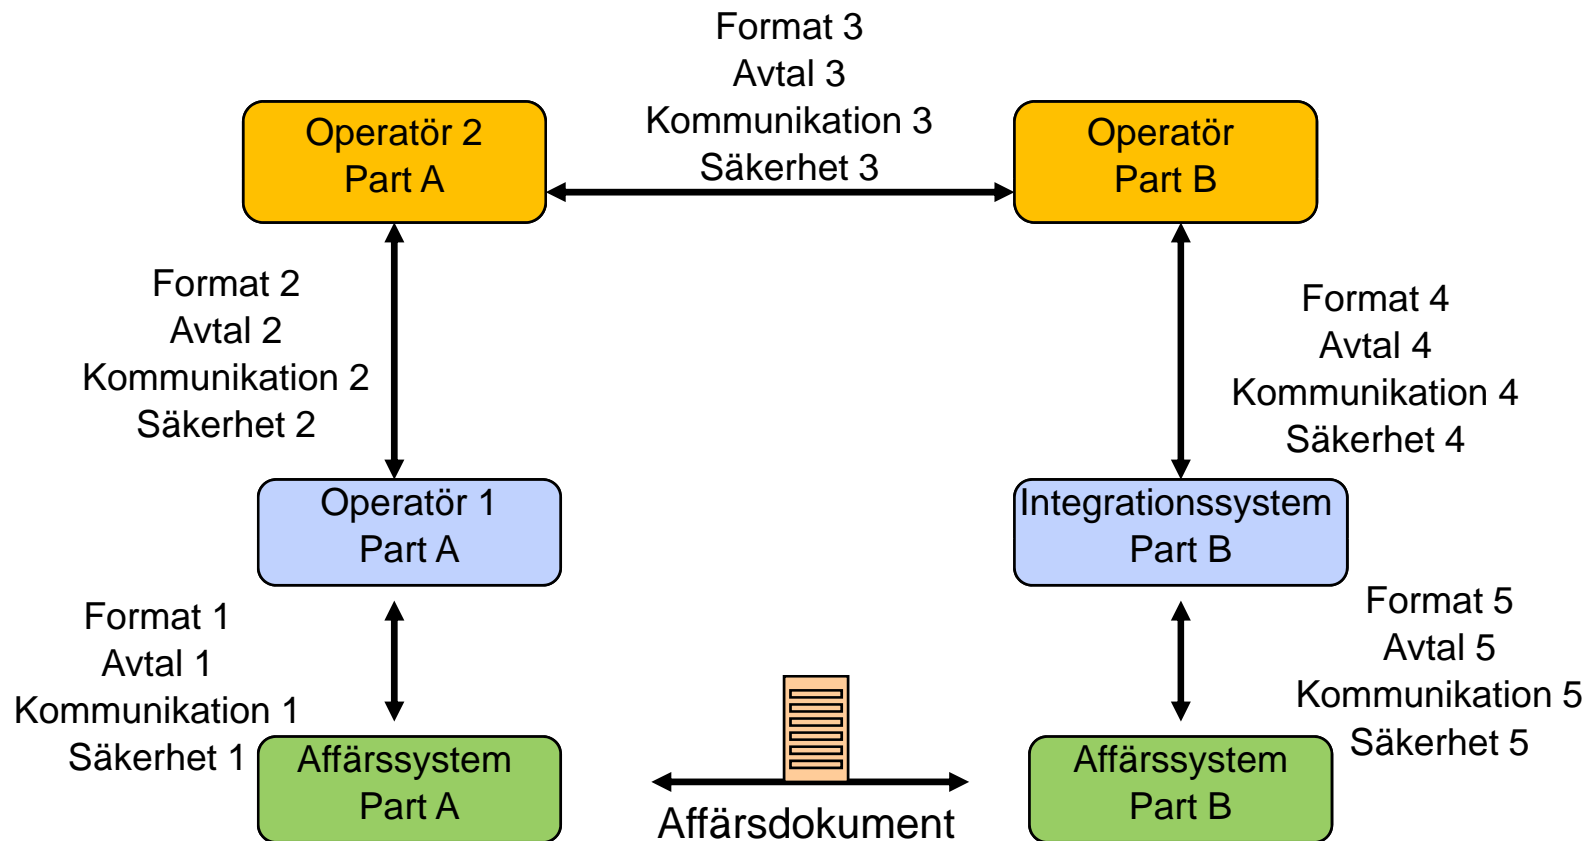 Format 3
Avtal 3
Kommunikation 3
Säkerhet 3
Operatör 2
Part A
Operatör
Part B
Format 2
Avtal 2
Kommunikation 2
Säkerhet 2
Format 4
Avtal 4
Kommunikation 4
Säkerhet 4
Operatör 1
Part A
Integrationssystem
Part B
Format 1
Avtal 1
Kommunikation 1
Säkerhet 1
Format 5
Avtal 5
Kommunikation 5
Säkerhet 5
Affärssystem
Part A
Affärsdokument
Affärssystem
Part B